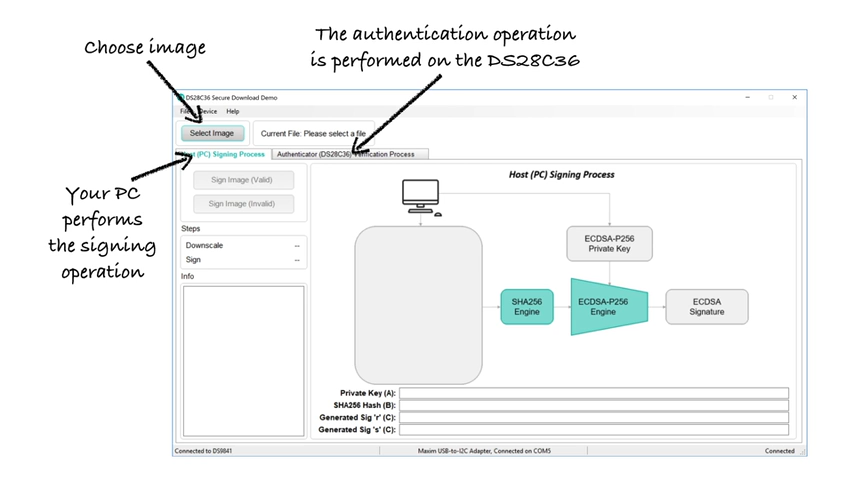 Choose image
The authentication operation
is performed on the DS28C36
DS28C36 Secure Download Demo
File Device Help
Select Image
Current File: Please select a file
Host (PC) Signing Process
Authenticator (DS28C36) Verification Process
Your PC
performs
the signing
operation
Sign Image (Valid)
Sign Image (Invalid)
Steps
Downscale --
Sign --
Info
Host (PC) Signing Process
ECDSA-P256
Private Key
SHA256
Engine
ECDSA-P256
Engine
ECDSA
Signature
Private Key (A):
SHA256 Hash (B):
Generated Sig 'r' (C):
Generated Sig 's' (C):
Connected to DS9841
Maxim USB-to-I2C Adapter, Connected on COM5
Connected